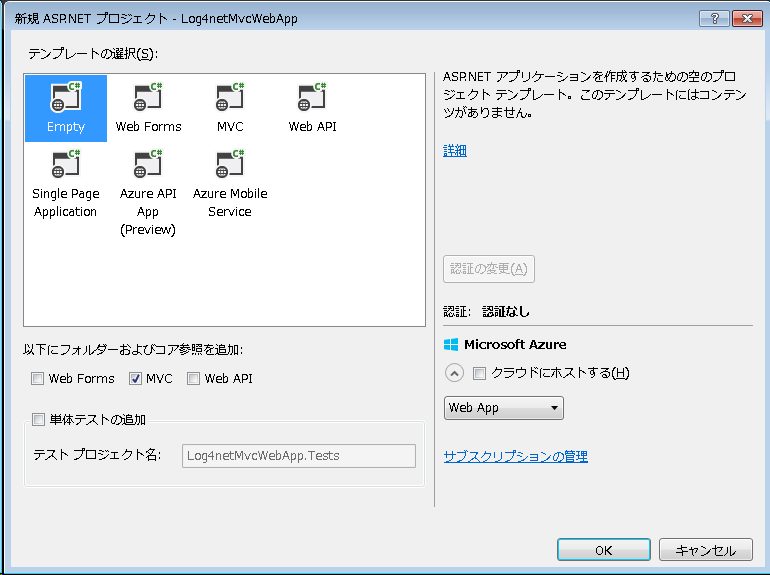 新規 ASP.NET プロジェクト - Log4netMvcWebApp
テンプレートの選択(S):
C# C# C# C#
Empty Web Forms MVC Web API
C# C# C#
Single Page Azure API Azure Mobile
Application App Service
(Preview)
以下にフォルダーおよびコア参照を追加:
Web Forms MVC Web API
単体テストの追加
テスト プロジェクト名: Log4netMvcWebApp.Tests
ASP.NET アプリケーションを作成するための空のプロ
ジェクト テンプレート。このテンプレートにはコンテン
ツがありません。
詳細
認証の変更(A)
認証: 認証なし
Microsoft Azure
クラウドにホストする(H)
Web App
サブスクリプションの管理
OK キャンセル